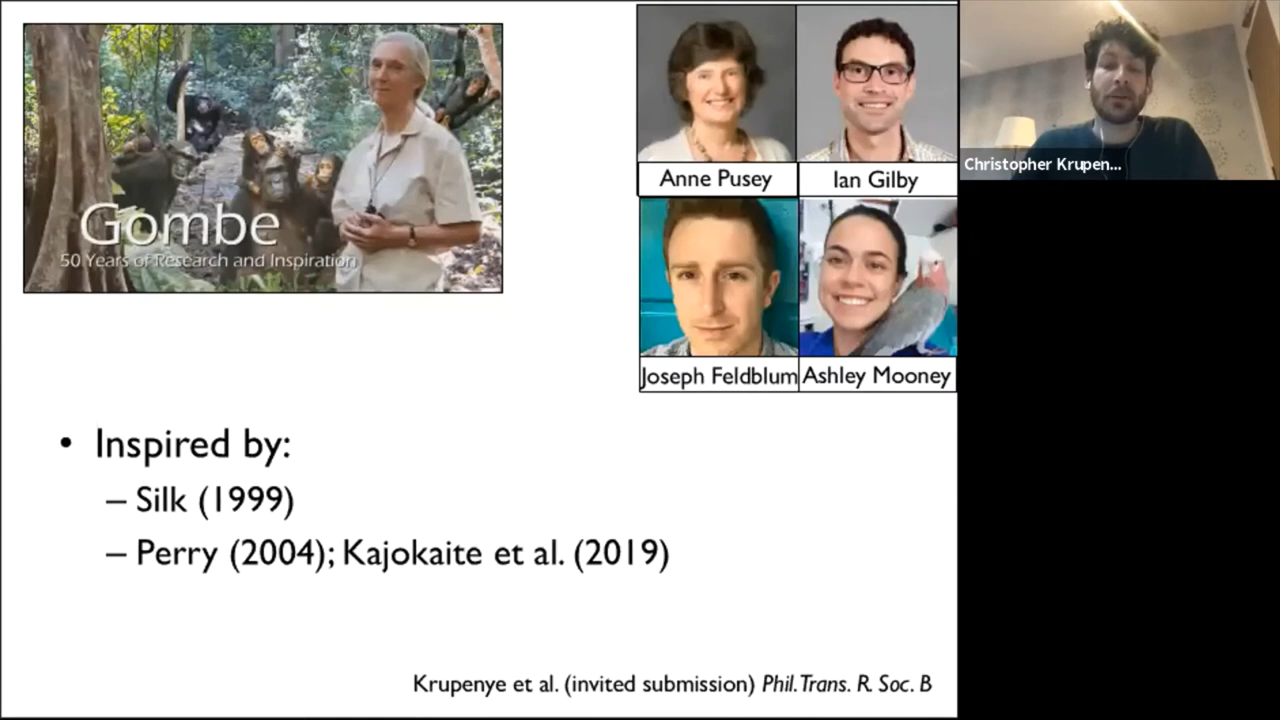 Gombe
50 Years of Research and Inspiration
Anne Pusey
Ian Gilby
Joseph Feldblum
Ashley Mooney
Christopher Krupen...
• Inspired by:
– Silk (1999)
– Perry (2004); Kajokaite et al. (2019)
Krupenye et al. (invited submission) Phil. Trans. R. Soc. B